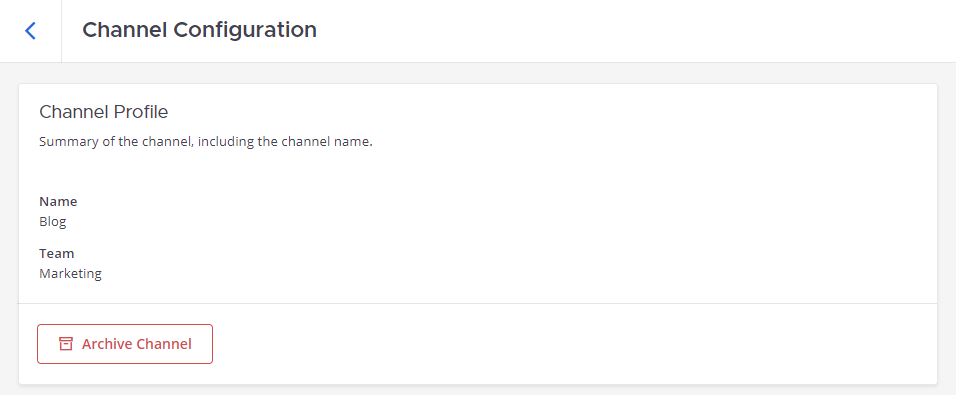 Channel Configuration
Channel Profile
Summary of the channel, including the channel name.
Name
Blog
Team
Marketing
Archive Channel